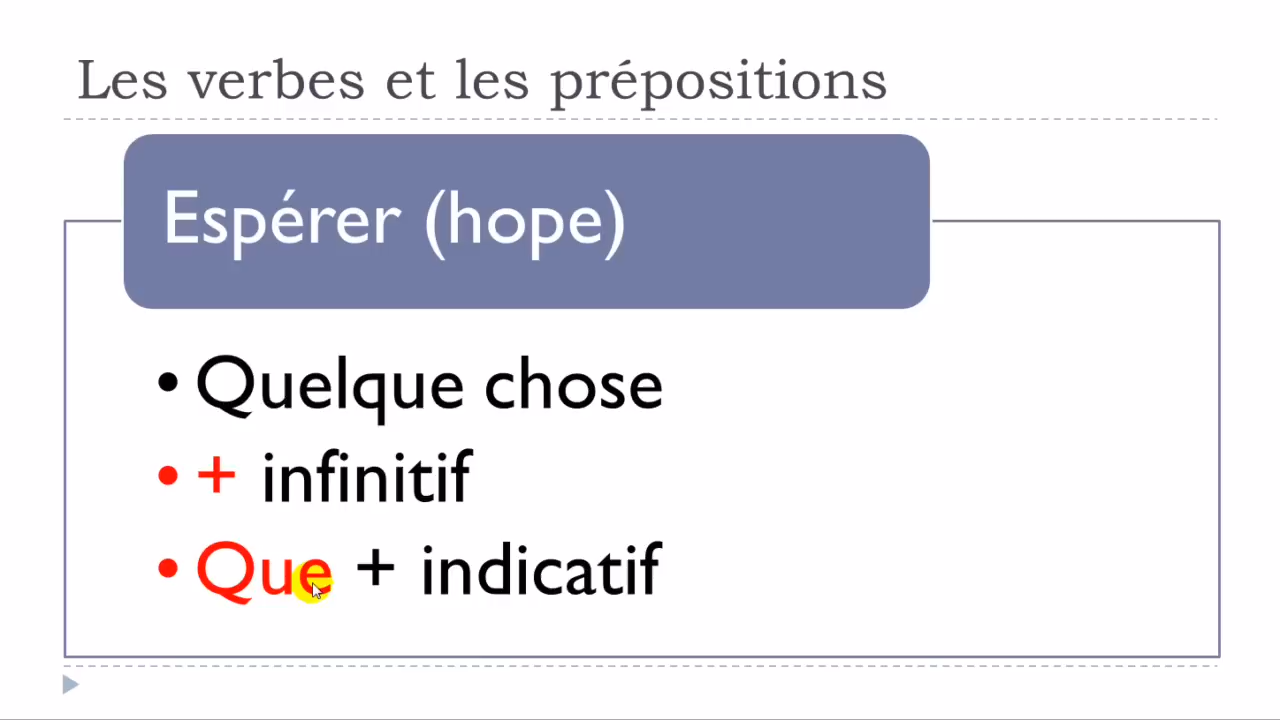 Les verbes et les prépositions
Espérer (hope)
• Quelque chose
• + infinitif
• Que + indicatif